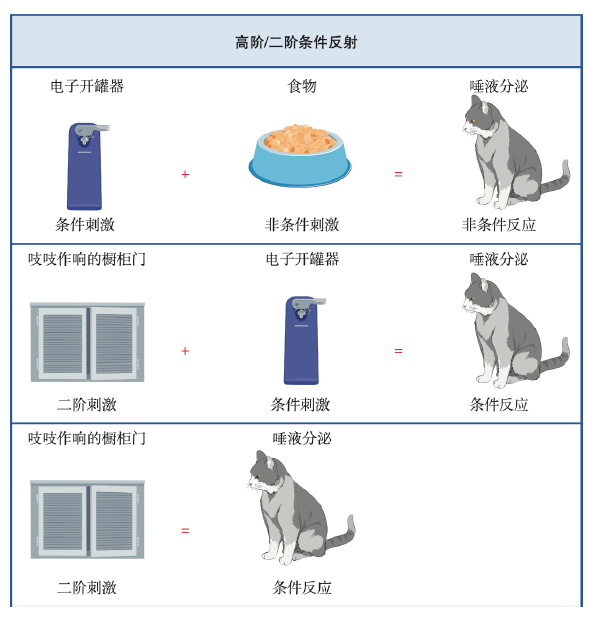 高阶/二阶条件反射
电子开罐器 食物 唾液分泌
+ =
条件刺激 非条件刺激 非条件反应
吱吱作响的橱柜门 电子开罐器 唾液分泌
+ =
二阶刺激 条件刺激 条件反应
吱吱作响的橱柜门 唾液分泌
=
二阶刺激 条件反应